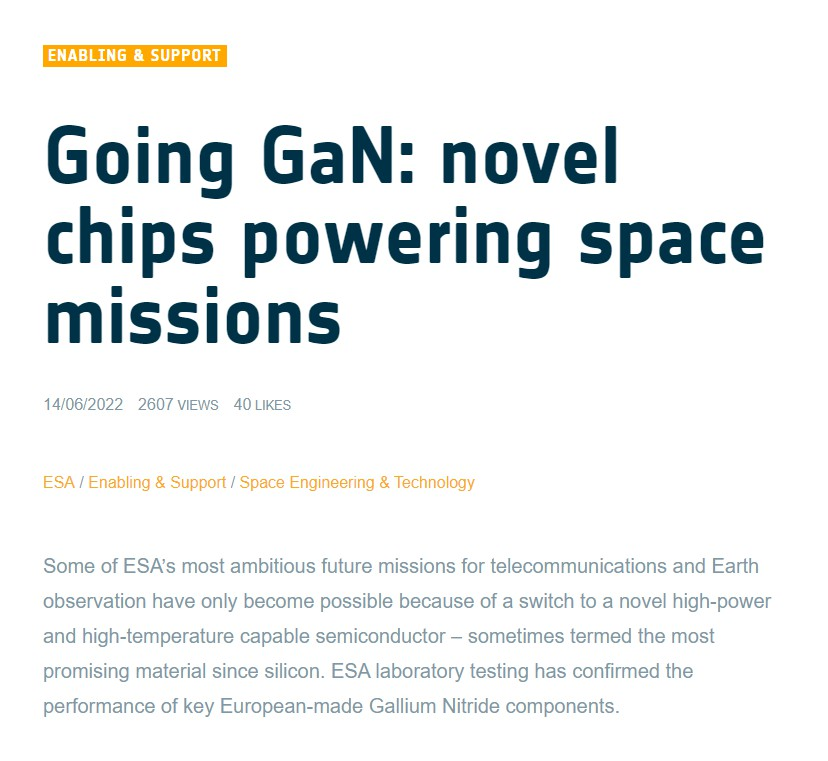 ENABLING & SUPPORT
Going GaN: novel
chips powering space
missions
14/06/2022 2607 VIEWS 40 LIKES
ESA / Enabling & Support / Space Engineering & Technology
Some of ESA’s most ambitious future missions for telecommunications and Earth
observation have only become possible because of a switch to a novel high-power
and high-temperature capable semiconductor – sometimes termed the most
promising material since silicon. ESA laboratory testing has confirmed the
performance of key European-made Gallium Nitride components.